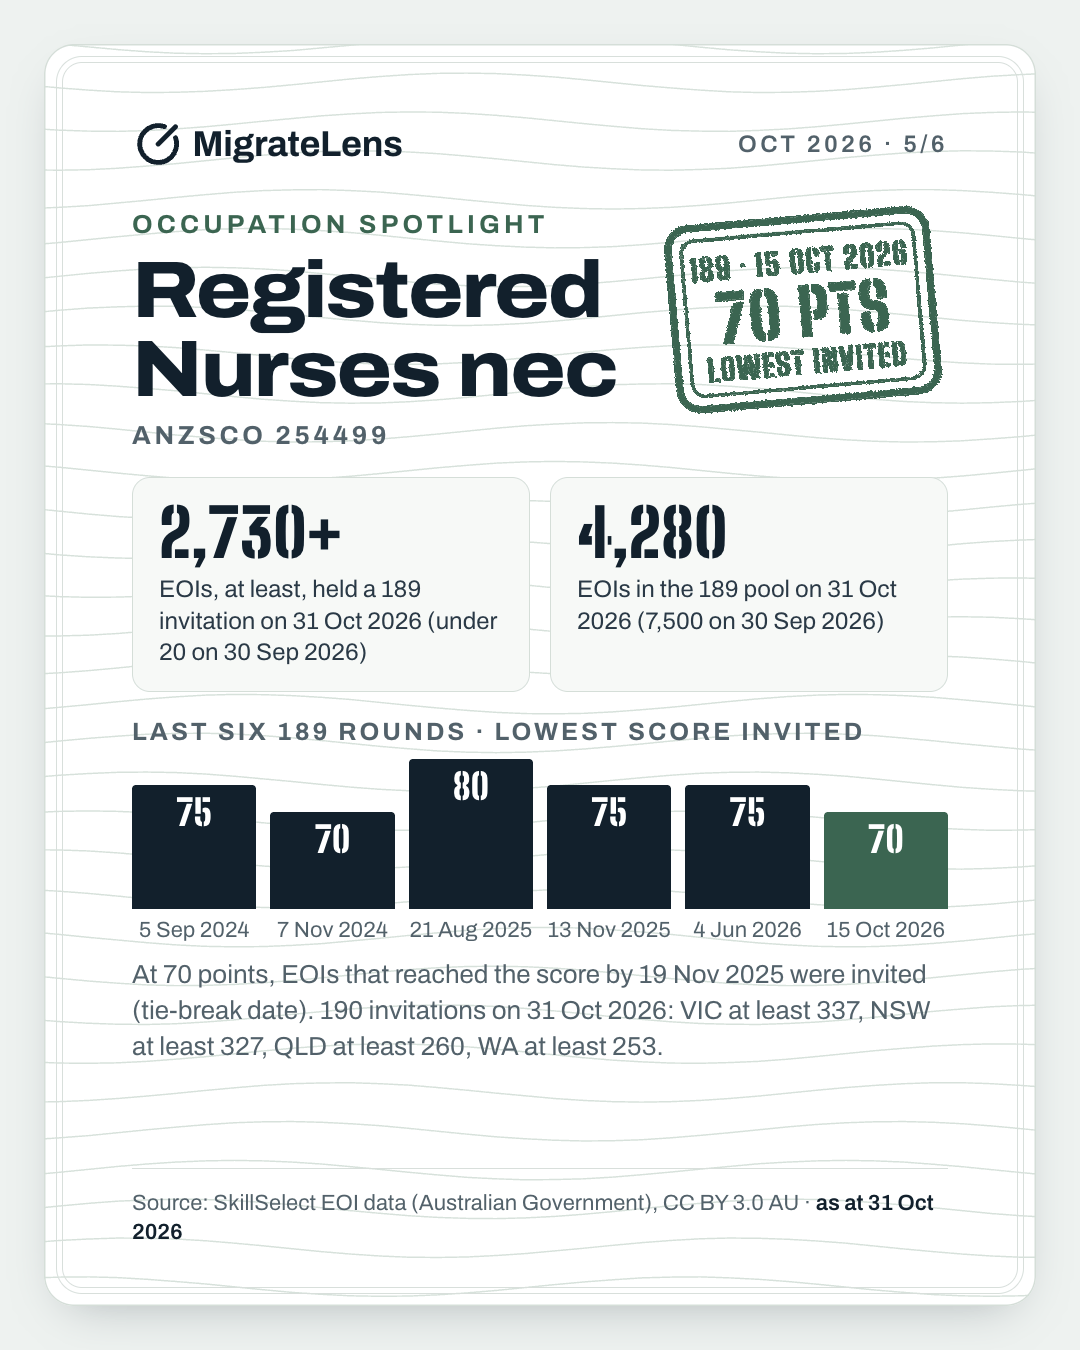 MigrateLens
OCT 2026 · 5/6
OCCUPATION SPOTLIGHT
Registered
Nurses nec
ANZSCO 254499
189 · 15 OCT 2026
70 PTS
LOWEST INVITED
2,730+
EOIs, at least, held a 189
invitation on 31 Oct 2026 (under
20 on 30 Sep 2026)
4,280
EOIs in the 189 pool on 31 Oct
2026 (7,500 on 30 Sep 2026)
LAST SIX 189 ROUNDS · LOWEST SCORE INVITED
75
70
80
75
75
70
5 Sep 2024
7 Nov 2024
21 Aug 2025
13 Nov 2025
4 Jun 2026
15 Oct 2026
At 70 points, EOIs that reached the score by 19 Nov 2025 were invited
(tie-break date). 190 invitations on 31 Oct 2026: VIC at least 337, NSW
at least 327, QLD at least 260, WA at least 253.
Source: SkillSelect EOI data (Australian Government), CC BY 3.0 AU · as at 31 Oct
2026